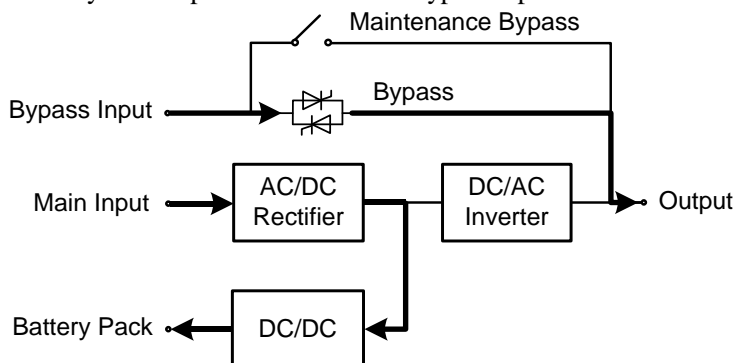 Maintenance Bypass
Bypass
Bypass Input
AC/DC
Rectifier
DC/AC
Inverter
Main Input
Output
Battery Pack
DC/DC